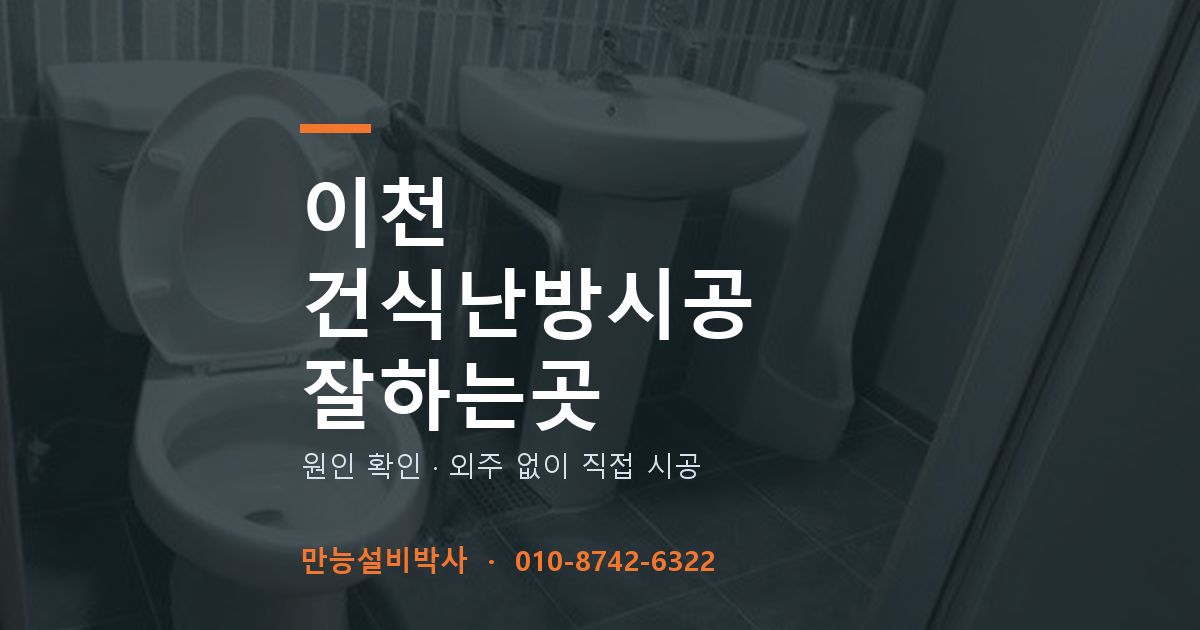 이천
건식난방시공
잘하는곳
원인 확인 · 외주 없이 직접 시공
만능설비박사 · 010-8742-6322